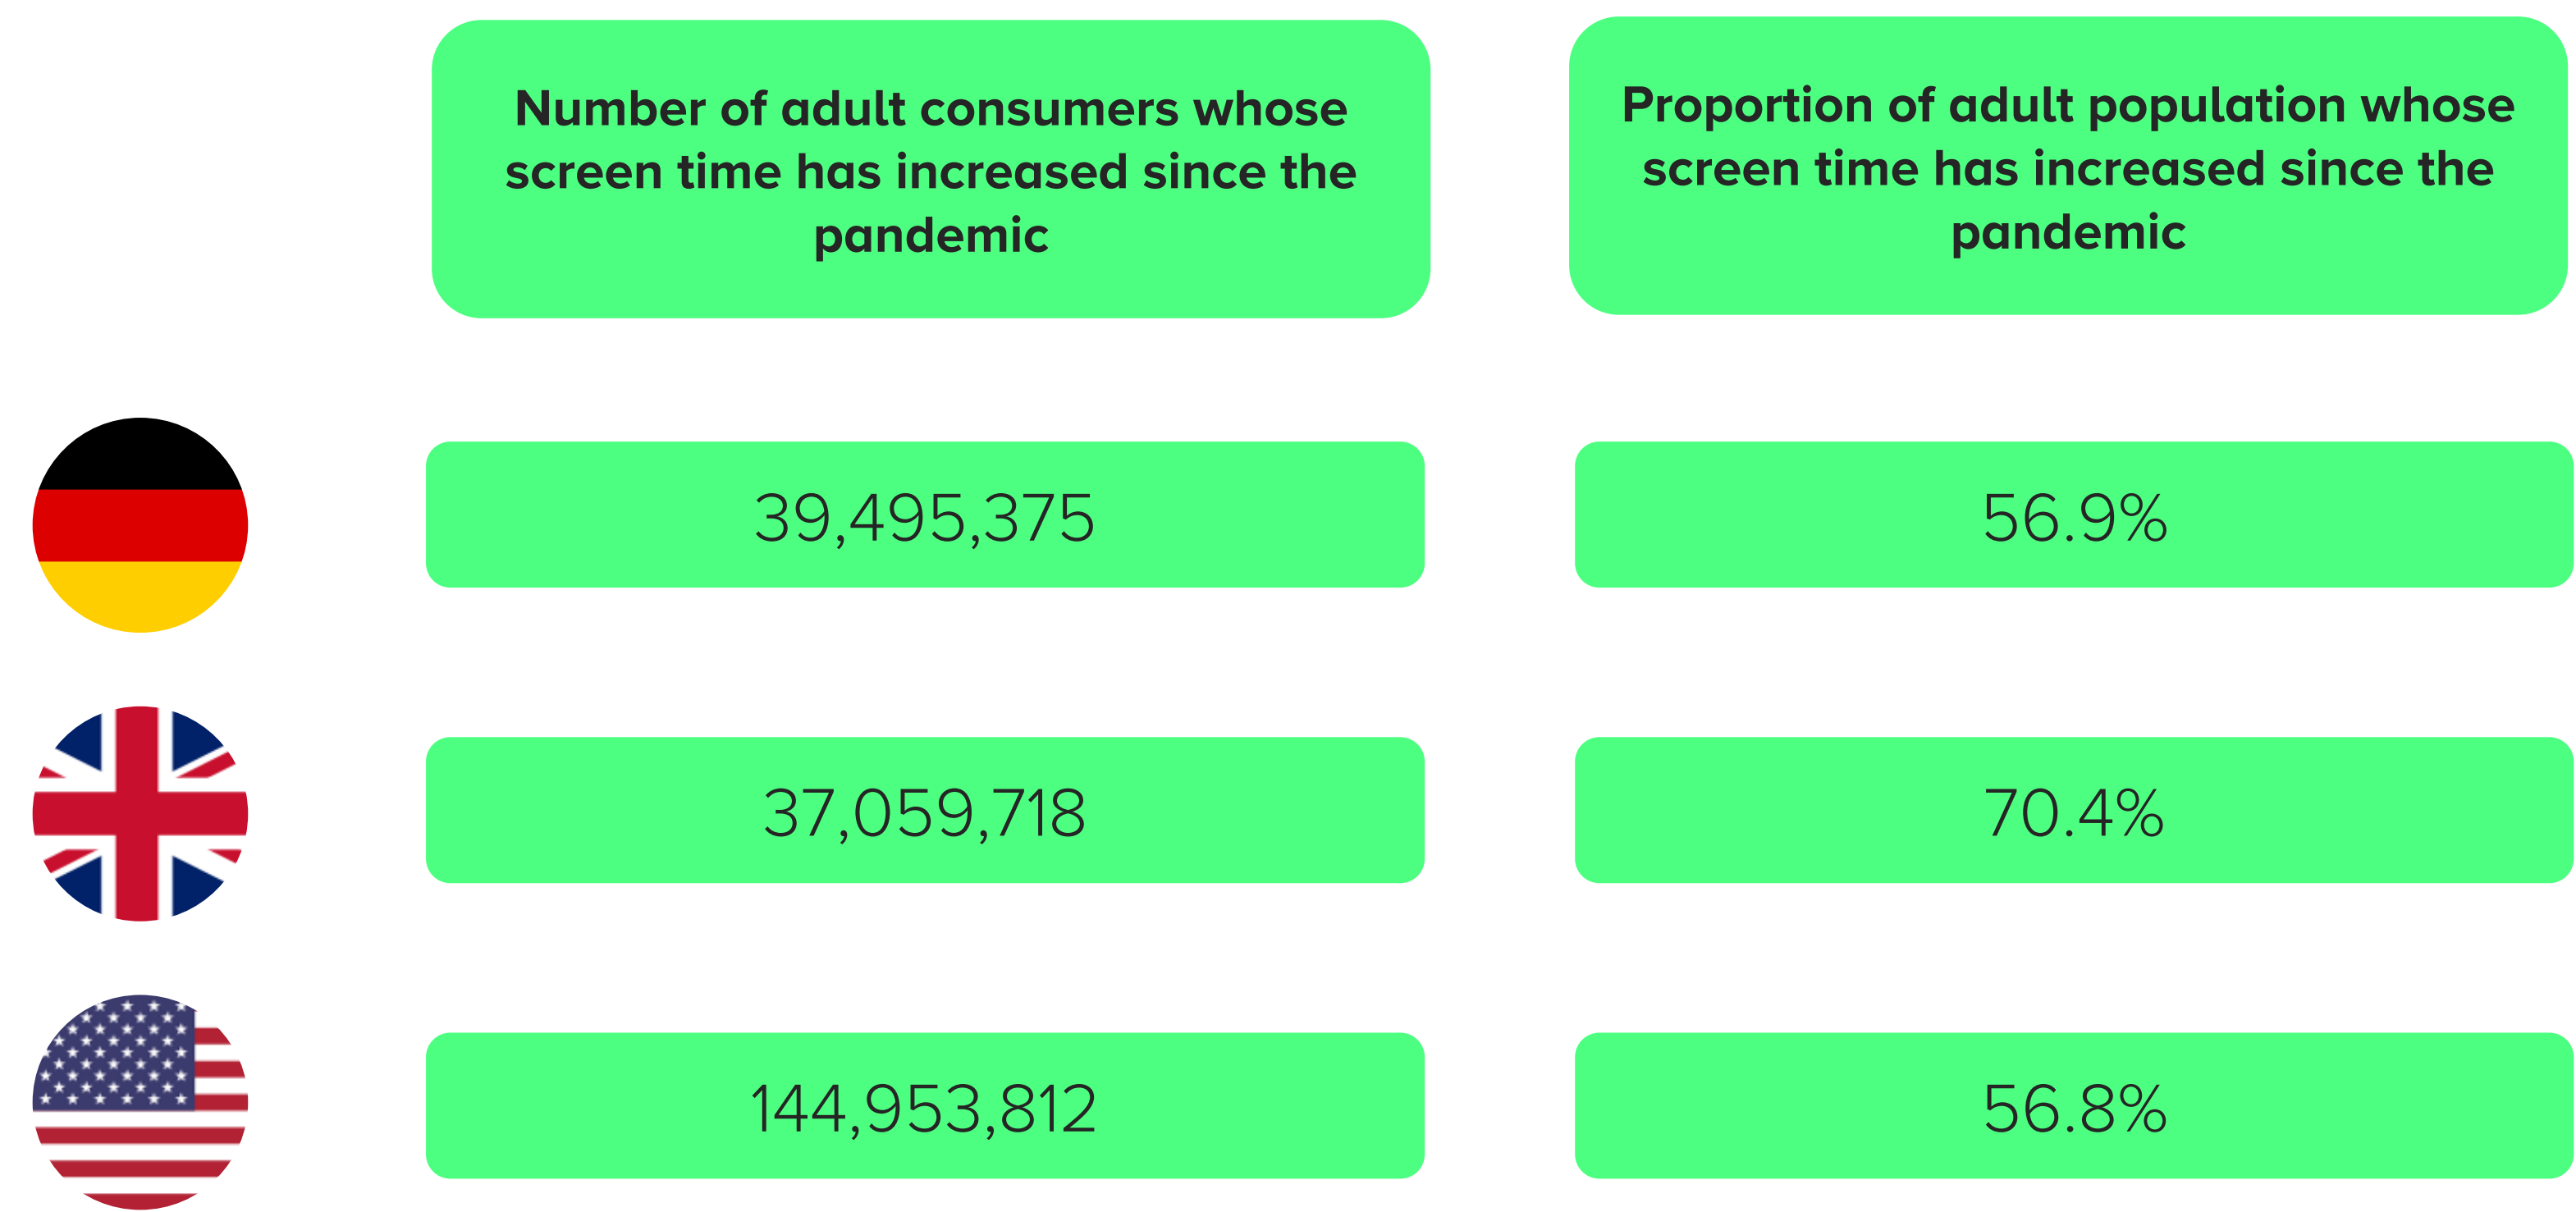 Number of adult consumers whose
screen time has increased since the
pandemic
Proportion of adult population whose
screen time has increased since the
pandemic
39,495,375
56.9%
37,059,718
70.4%
144,953,812
56.8%